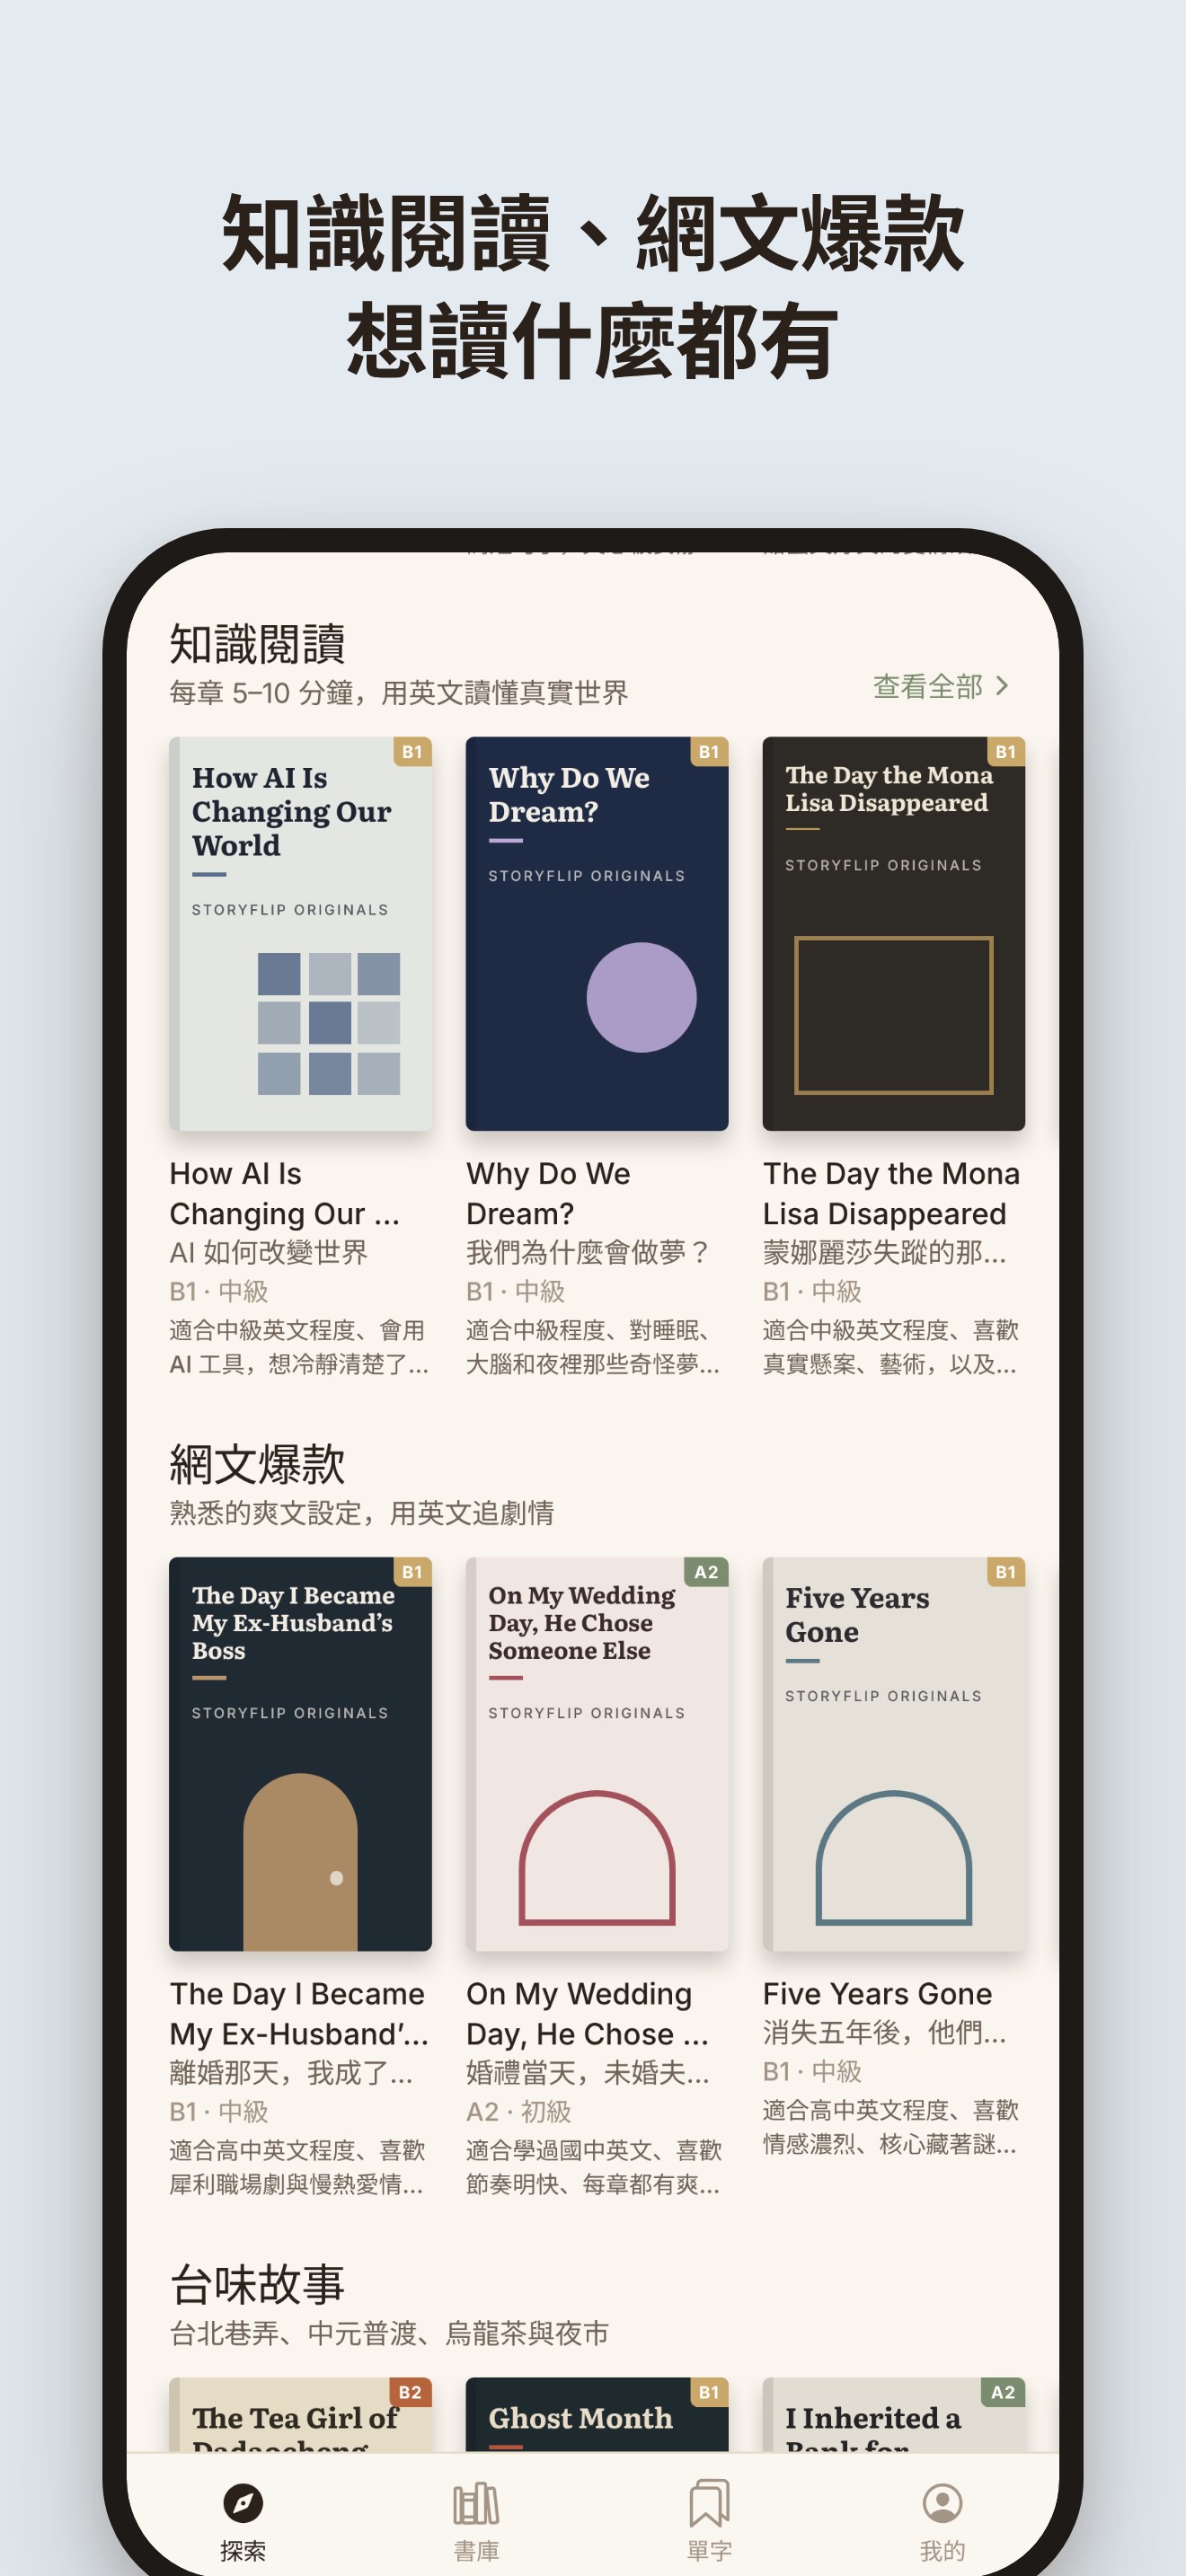 知識閱讀、網文爆款
想讀什麼都有
知識閱讀
每章 5–10 分鐘，用英文讀懂真實世界
查看全部
B1
How AI Is
Changing Our
World
STORYFLIP ORIGINALS
B1
Why Do We
Dream?
STORYFLIP ORIGINALS
B1
The Day the Mona
Lisa Disappeared
STORYFLIP ORIGINALS
How AI Is
Changing Our ...
AI 如何改變世界
B1 · 中級
適合中級英文程度、會用
AI 工具，想冷靜清楚了...
Why Do We
Dream?
我們為什麼會做夢？
B1 · 中級
適合中級程度、對睡眠、
大腦和夜裡那些奇怪夢...
The Day the Mona
Lisa Disappeared
蒙娜麗莎失蹤的那...
B1 · 中級
適合中級英文程度、喜歡
真實懸案、藝術，以及...
網文爆款
熟悉的爽文設定，用英文追劇情
B1
The Day I Became
My Ex-Husband’s
Boss
STORYFLIP ORIGINALS
A2
On My Wedding
Day, He Chose
Someone Else
STORYFLIP ORIGINALS
B1
Five Years
Gone
STORYFLIP ORIGINALS
The Day I Became
My Ex-Husband’...
離婚那天，我成了...
B1 · 中級
適合高中英文程度、喜歡
犀利職場劇與慢熱愛情...
On My Wedding
Day, He Chose ...
婚禮當天，未婚夫...
A2 · 初級
適合學過國中英文、喜歡
節奏明快、每章都有爽...
Five Years Gone
消失五年後，他們...
B1 · 中級
適合高中英文程度、喜歡
情感濃烈、核心藏著謎...
台味故事
台北巷弄、中元普渡、烏龍茶與夜市
B2
The Tea Girl of
Dadaocheng
B1
Ghost Month
A2
I Inherited a
Bank for
探索
書庫
單字
我的